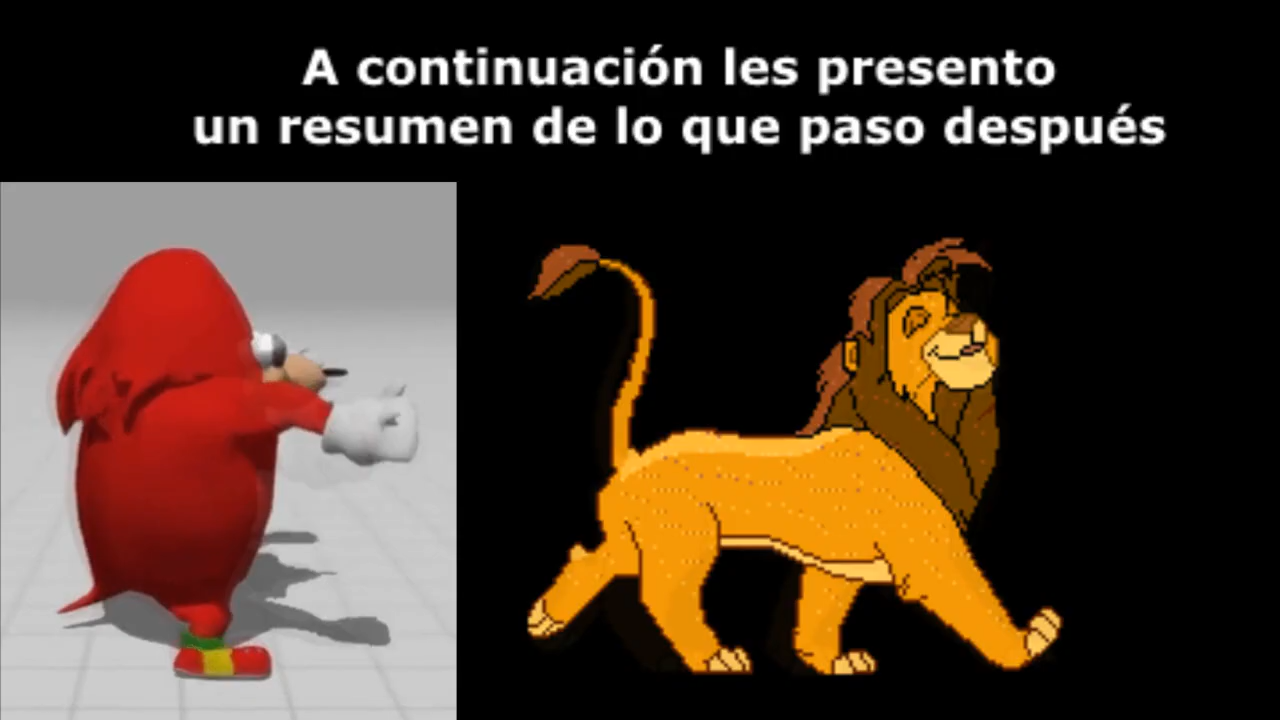 A continuación les presento
un resumen de lo que paso después